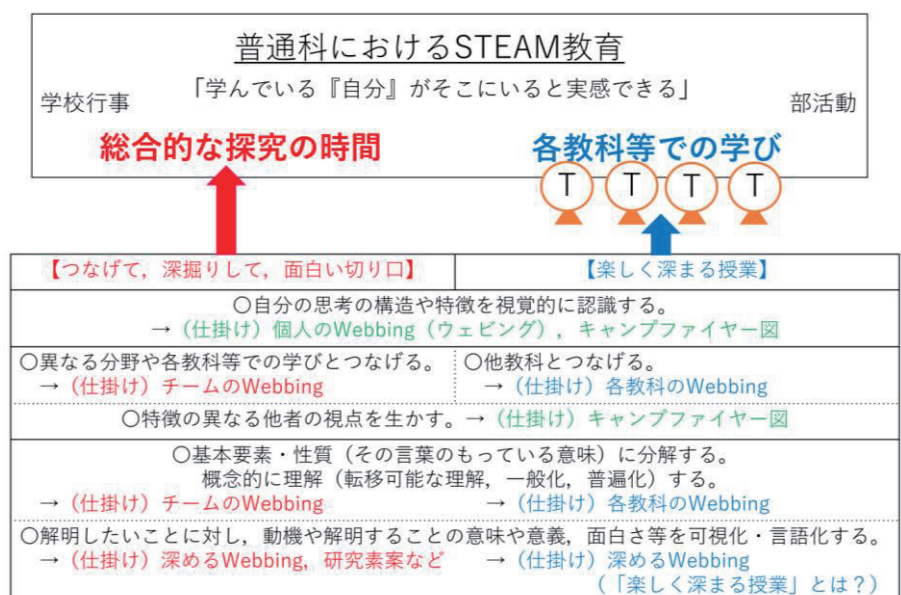 普通科におけるSTEAM教育
「学んでいる『自分』がそこにいると実感できる」
学校行事
部活動
総合的な探究の時間
各教科等での学び
T T T T
【つなげて，深掘りして，面白い切り口】
【楽しく深まる授業】
〇自分の思考の構造や特徴を視覚的に認識する。
→（仕掛け）個人のWebbing（ウェビング），キャンプファイヤー図
〇異なる分野や各教科等での学びとつなげる。
→（仕掛け）チームのWebbing
〇他教科とつなげる。
→（仕掛け）各教科のWebbing
〇特徴の異なる他者の視点を生かす。→（仕掛け）キャンプファイヤー図
〇基本要素・性質（その言葉のもっている意味）に分解する。
概念的に理解（転移可能な理解，一般化，普遍化）する。
→（仕掛け）チームのWebbing
→（仕掛け）各教科のWebbing
〇解明したいことに対し，動機や解明することの意味や意義，面白さ等を可視化・言語化する。
→（仕掛け）深めるWebbing，研究素案など
→（仕掛け）深めるWebbing
（「楽しく深まる授業」とは？）